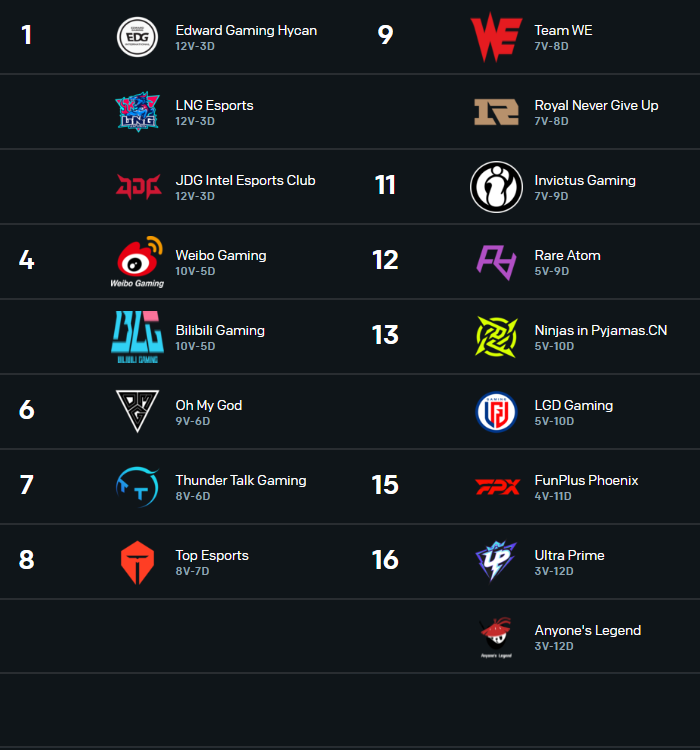 1
EDG
Edward Gaming Hycan
12V-3D
LNG
LNG Esports
12V-3D
JDG
JDG Intel Esports Club
12V-3D
4
Weibo Gaming
Weibo Gaming
10V-5D
BLG
BILIBILI GAMING
Bilibili Gaming
10V-5D
6
OMG
Oh My God
9V-6D
7
TT
Thunder Talk Gaming
8V-6D
8
Top Esports
8V-7D
9
WE
Team WE
7V-8D
Royal Never Give Up
7V-8D
11
Invictus Gaming
7V-9D
12
Rare Atom
5V-9D
13
Ninjas in Pyjamas.CN
5V-10D
GAMING
LGD Gaming
5V-10D
15
FPX
FunPlus Phoenix
4V-11D
16
UP
Ultra Prime
3V-12D
Anyone's Legend
Anyone's Legend
3V-12D